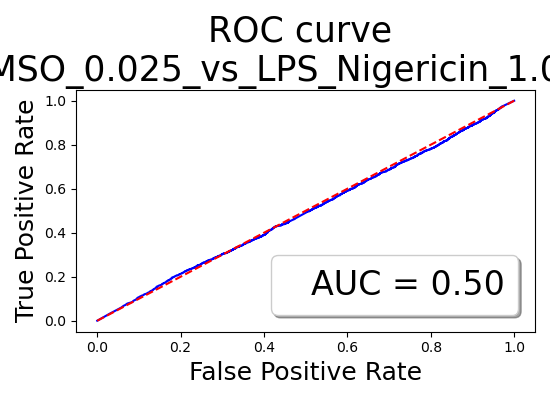 ROC curve
MSO_0.025_vs_LPS_Nigericin_1.0
1.0
0.8
0.6
0.4
0.2
0.0
True Positive Rate
AUC = 0.50
0.0 0.2 0.4 0.6 0.8 1.0
False Positive Rate